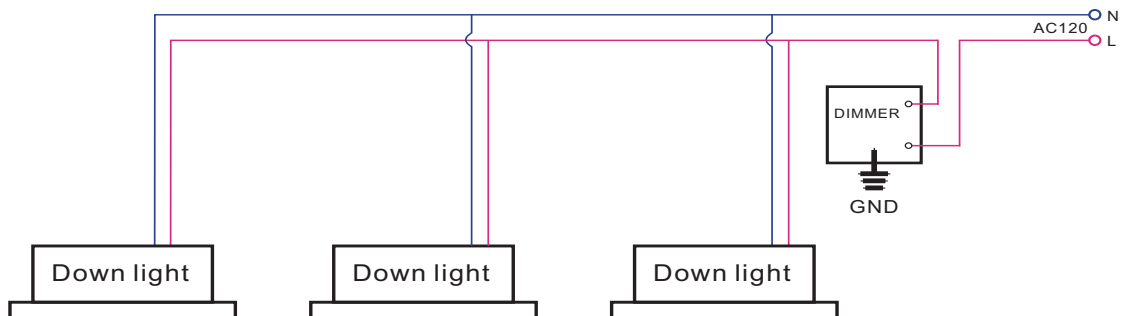 N
AC120
L
DIMMER
GND
Down light
Down light
Down light